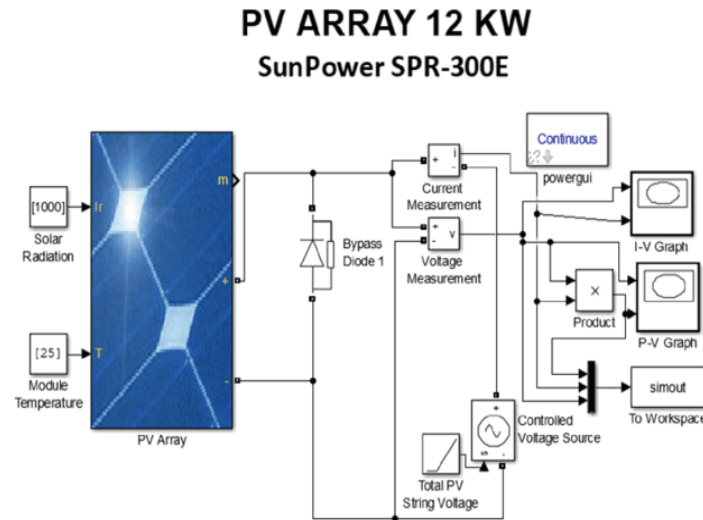 PV ARRAY 12 KW
SunPower SPR-300E
Continuous
powergui
m
Ir
[1000]
Solar
Radiation
+
T
[25]
Module
Temperature
-
PV Array
Bypass
Diode 1
+
-
i
Current
Measurement
+
-
v
Voltage
Measurement
I-V Graph
×
Product
P-V Graph
simout
To Workspace
+
s
-
Controlled
Voltage Source
Total PV
String Voltage